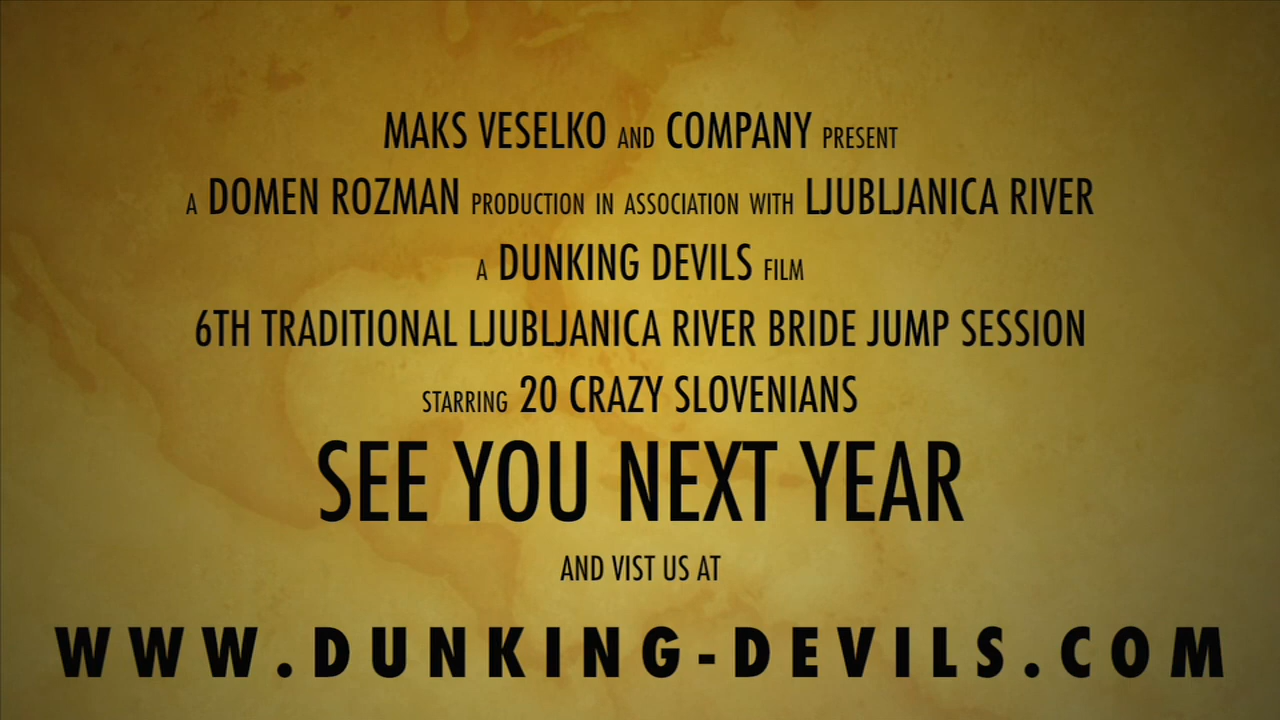 MAKS VESELKO AND COMPANY PRESENT
A DOMEN ROZMAN PRODUCTION IN ASSOCIATION WITH LJUBLJANICA RIVER
A DUNKING DEVILS FILM
6TH TRADITIONAL LJUBLJANICA RIVER BRIDE JUMP SESSION
STARRING 20 CRAZY SLOVENIANS
SEE YOU NEXT YEAR
AND VIST US AT
WWW.DUNKING-DEVILS.COM